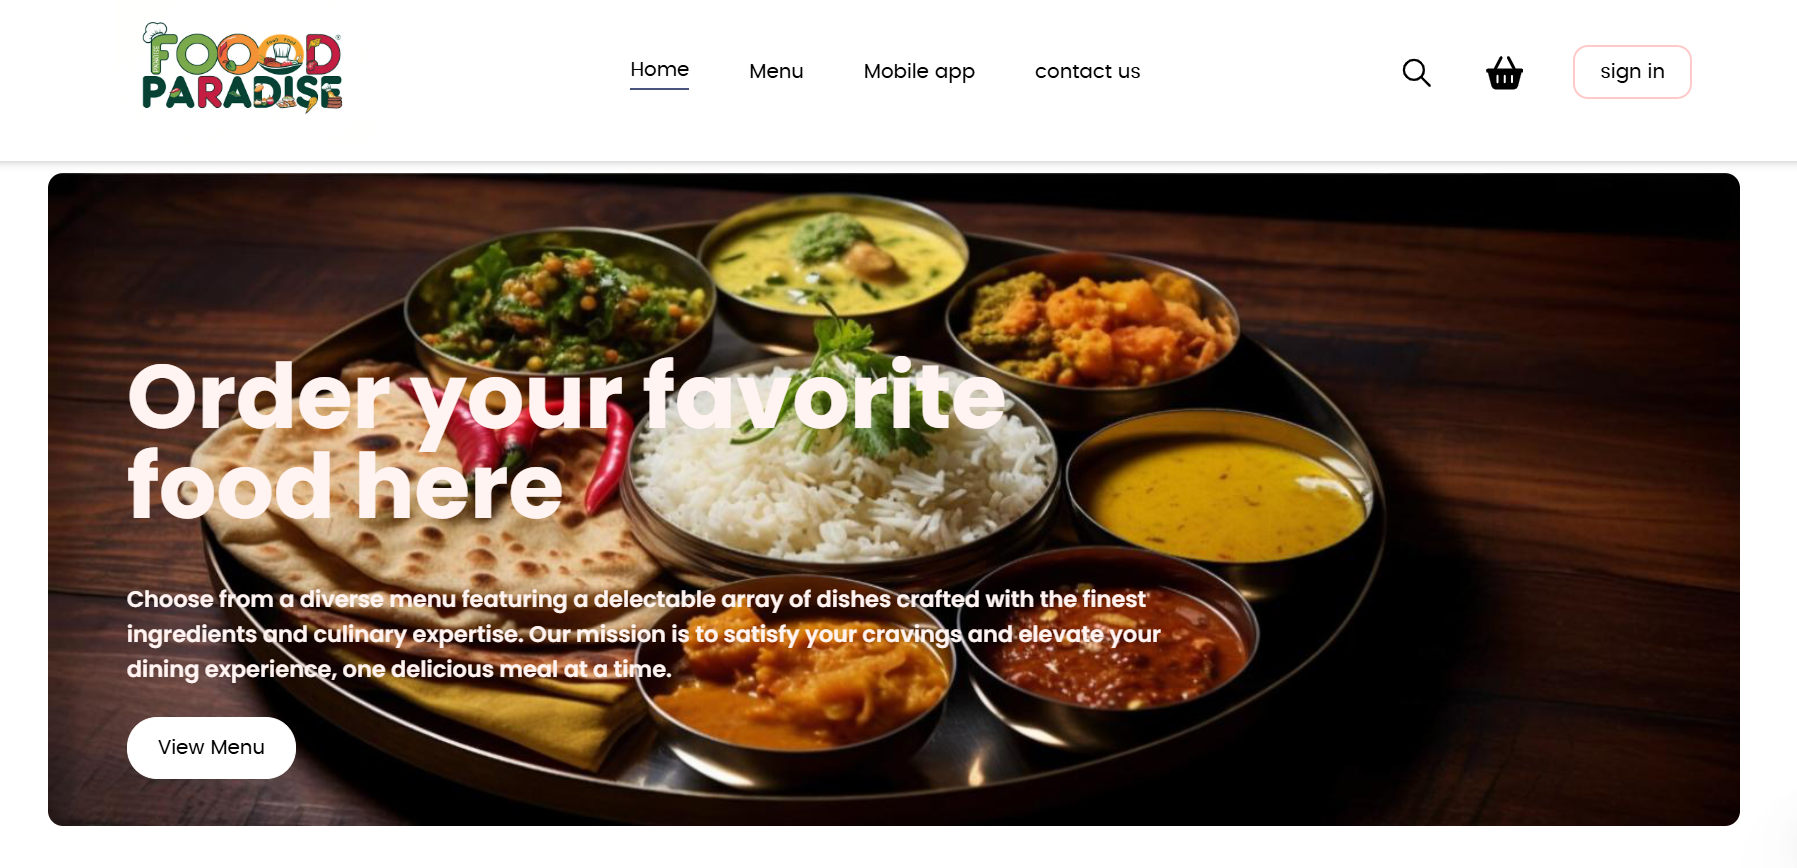 FOOOOD
PARADISE
Home
Menu
Mobile app
contact us
sign in
Order your favorite
food here
Choose from a diverse menu featuring a delectable array of dishes crafted with the finest
ingredients and culinary expertise. Our mission is to satisfy your cravings and elevate your
dining experience, one delicious meal at a time.
View Menu